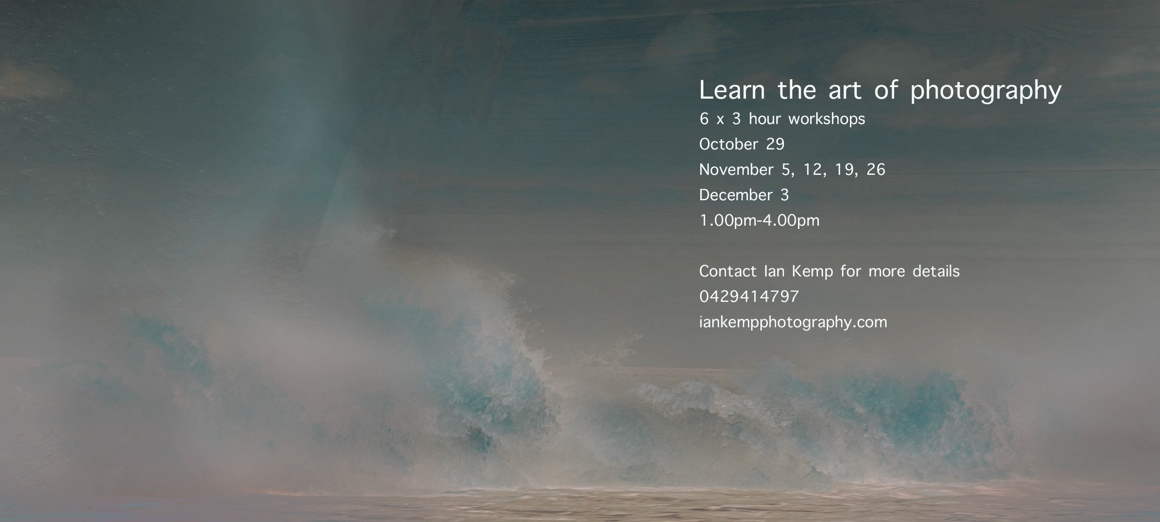 Learn the art of photography
6 x 3 hour workshops
October 29
November 5, 12, 19, 26
December 3
1.00pm-4.00pm
Contact Ian Kemp for more details
0429414797
iankempphotography.com